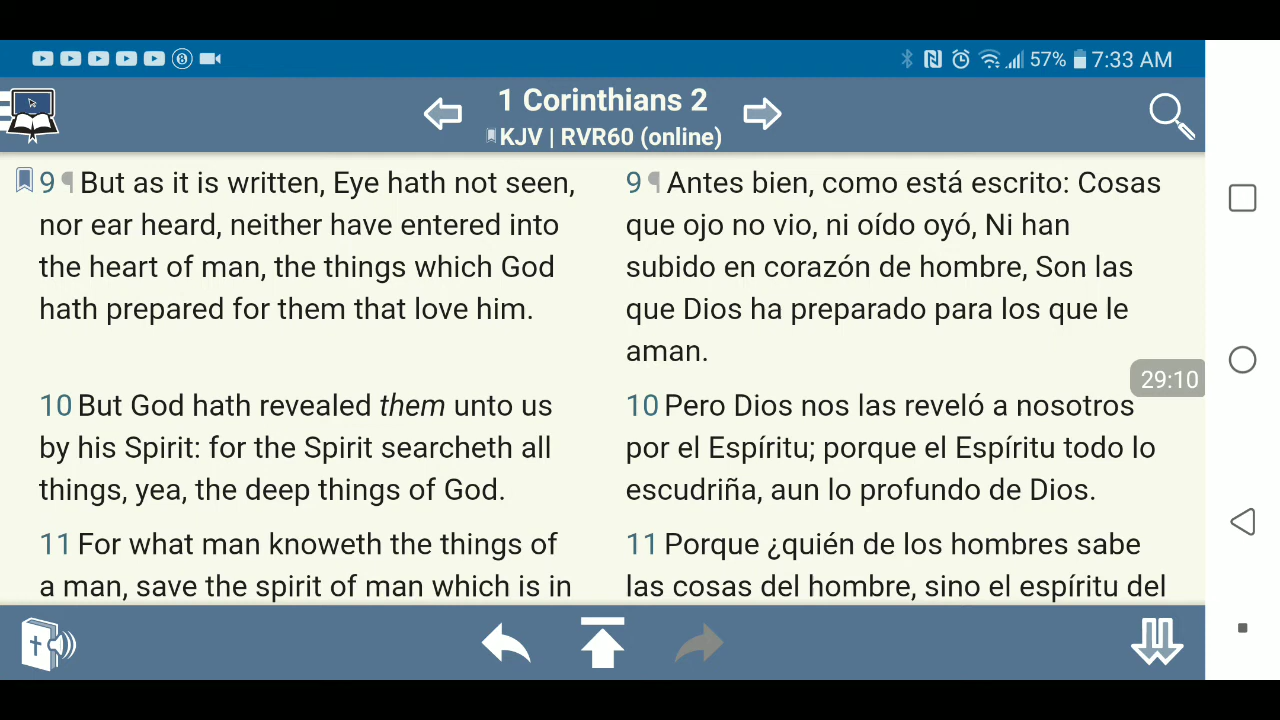 57% 7:33 AM
1 Corinthians 2
KJV | RVR60 (online)
9 ¶ But as it is written, Eye hath not seen,
nor ear heard, neither have entered into
the heart of man, the things which God
hath prepared for them that love him.
10 But God hath revealed them unto us
by his Spirit: for the Spirit searcheth all
things, yea, the deep things of God.
11 For what man knoweth the things of
a man, save the spirit of man which is in
9 ¶ Antes bien, como está escrito: Cosas
que ojo no vio, ni oído oyó, Ni han
subido en corazón de hombre, Son las
que Dios ha preparado para los que le
aman.
10 Pero Dios nos las reveló a nosotros
por el Espíritu; porque el Espíritu todo lo
escudriña, aun lo profundo de Dios.
11 Porque ¿quién de los hombres sabe
las cosas del hombre, sino el espíritu del
29:10